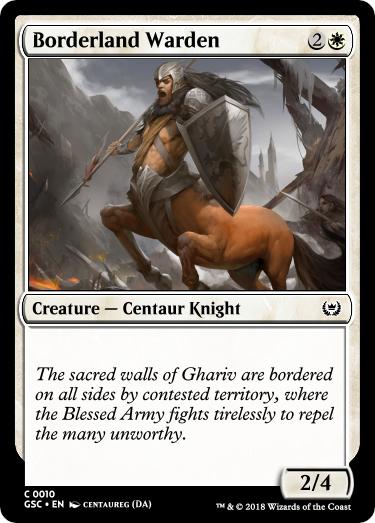 Borderland Warden 2
Creature — Centaur Knight
The sacred walls of Ghariv are bordered
on all sides by contested territory, where
the Blessed Army fights tirelessly to repel
the many unworthy.
2/4
C 0010
GSC • EN CENTAUREG (DA)
™ & © 2018 Wizards of the Coast